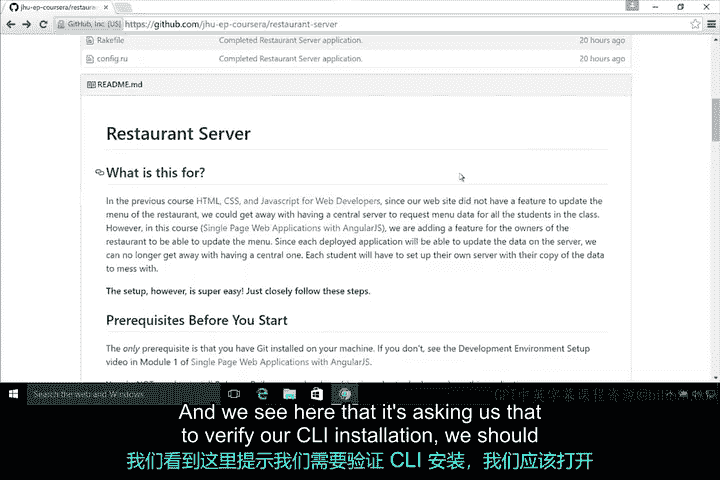 jhu-ep-coursera/restaurar
GitHub, Inc. [US]
https://github.com/jhu-ep-coursera/restaurant-server
Rakefile
Completed Restaurant Server application.
20 hours ago
config.ru
Completed Restaurant Server application.
20 hours ago
README.md
Restaurant Server
What is this for?
In the previous course HTML, CSS, and Javascript for Web Developers, since our web site did not have a feature to update the
menu of the restaurant, we could get away with having a central server to request menu data for all the students in the class.
However, in this course (Single Page Web Applications with AngularJS), we are adding a feature for the owners of the
restaurant to be able to update the menu. Since each deployed application will be able to update the data on the server, we
can no longer get away with having a central one. Each student will have to set up their own server with their copy of the data
to mess with.
The setup, however, is super easy! Just closely follow these steps.
Prerequisites Before You Start
The only prerequisite is that you have Git installed on your machine. If you don't, see the Development Environment Setup
video in Module 1 of Single Page Web Applications with AngularJS.
Search the web and Windows
And we see here that it's asking us that
to verify our CLI installation, we should
我们看到这里提示我们需要验证 CLI 安装，我们应该打开